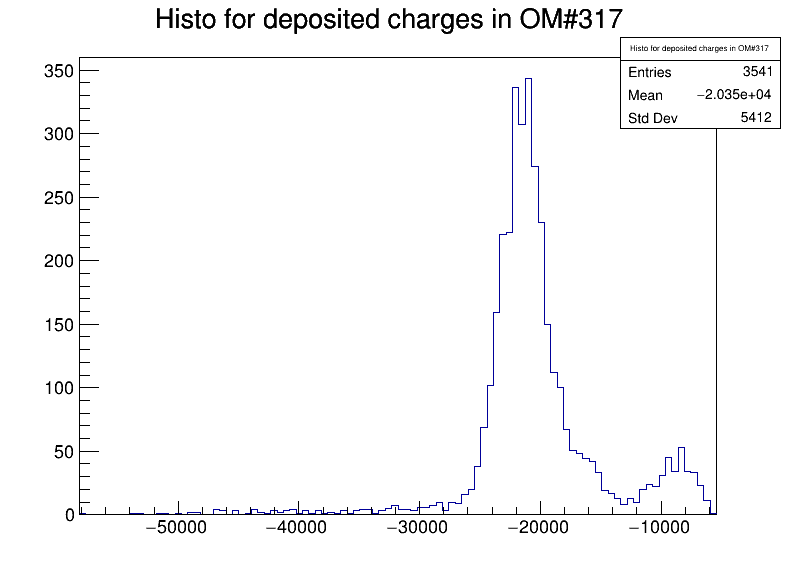 Histo for deposited charges in OM#317
Histo for deposited charges in OM#317
Entries 3541
Mean −2.035e+04
Std Dev 5412
350
300
250
200
150
100
50
0
−50000 −40000 −30000 −20000 −10000